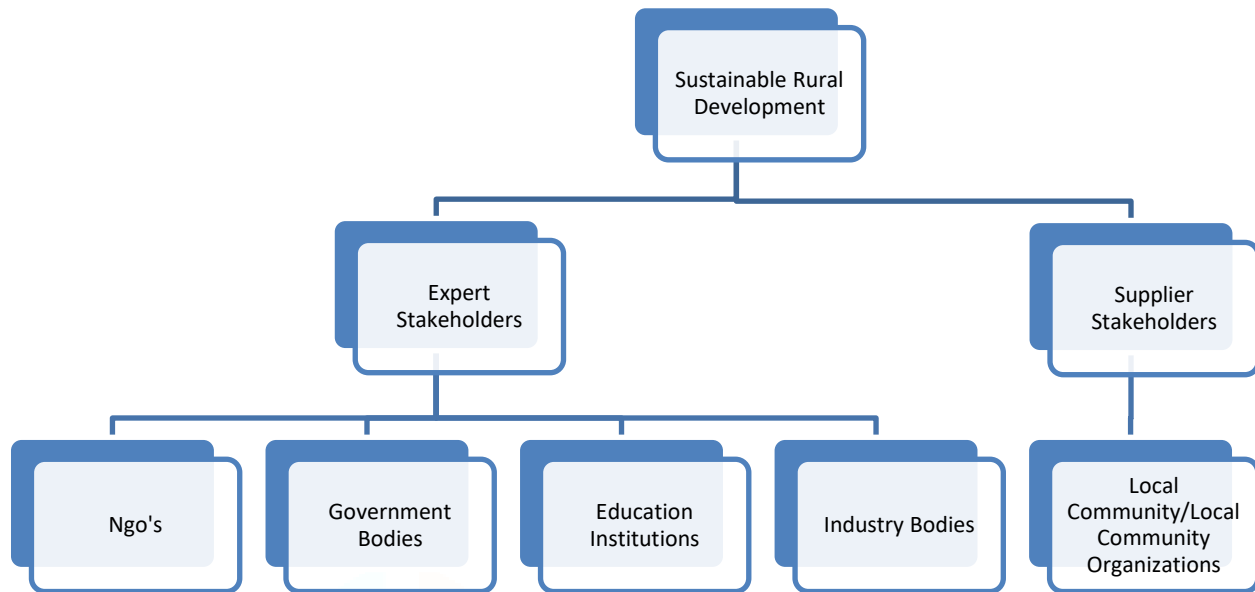 Sustainable Rural
Development
Expert
Stakeholders
Supplier
Stakeholders
Ngo's
Government
Bodies
Education
Institutions
Industry Bodies
Local
Community/Local
Community
Organizations